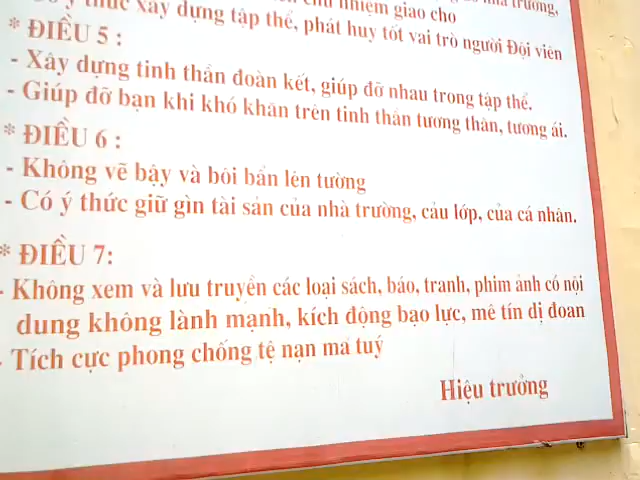 nhà trường,
ý thức xây dựng tập thể, phát huy tốt vai trò người Đội viên
nhiệm giao cho
* ĐIỀU 5 :
- Xây dựng tinh thần đoàn kết, giúp đỡ nhau trong tập thể.
- Giúp đỡ bạn khi khó khăn trên tinh thần tương thân, tương ái.
* ĐIỀU 6 :
- Không vẽ bậy và bôi bẩn lên tường
- Có ý thức giữ gìn tài sản của nhà trường, của lớp, của cá nhân.
* ĐIỀU 7:
- Không xem và lưu truyền các loại sách, báo, tranh, phim ảnh có nội
dung không lành mạnh, kích động bạo lực, mê tín dị đoan
- Tích cực phong chống tệ nạn ma tuý
Hiệu trưởng